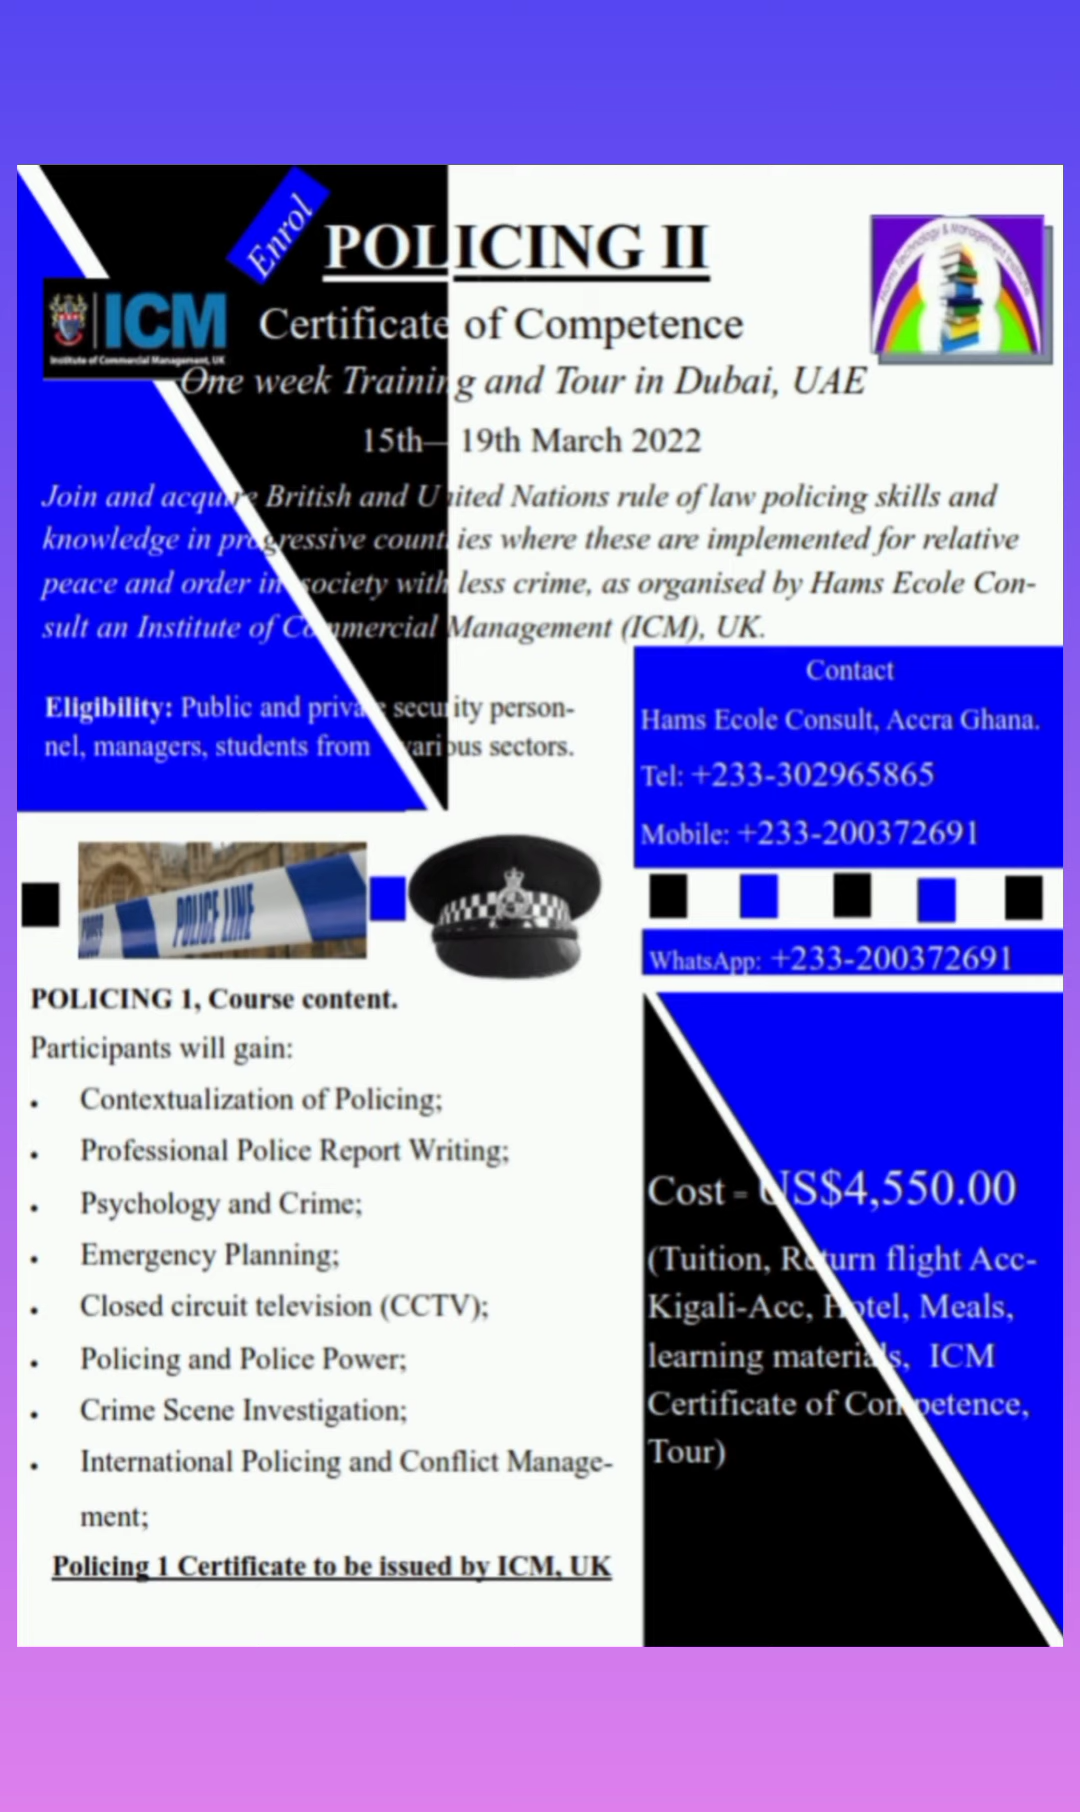 Enrol
POLICING II
ICM
Institute of Commercial Management, UK
Hams Technology & Management Institute
Certificate of Competence
One week Training and Tour in Dubai, UAE
15th— 19th March 2022
Join and acquire British and United Nations rule of law policing skills and
knowledge in progressive countries where these are implemented for relative
peace and order in society with less crime, as organised by Hams Ecole Con-
sult an Institute of Commercial Management (ICM), UK.
Eligibility: Public and private security person-
nel, managers, students from various sectors.
Contact
Hams Ecole Consult, Accra Ghana.
Tel: +233-302965865
Mobile: +233-200372691
WhatsApp: +233-200372691
POLICE LINE
POLICING 1, Course content.
Participants will gain:
• Contextualization of Policing;
• Professional Police Report Writing;
• Psychology and Crime;
• Emergency Planning;
• Closed circuit television (CCTV);
• Policing and Police Power;
• Crime Scene Investigation;
• International Policing and Conflict Manage-
ment;
Policing 1 Certificate to be issued by ICM, UK
Cost - US$4,550.00
(Tuition, Return flight Acc-
Kigali-Acc, Hotel, Meals,
learning materials, ICM
Certificate of Competence,
Tour)